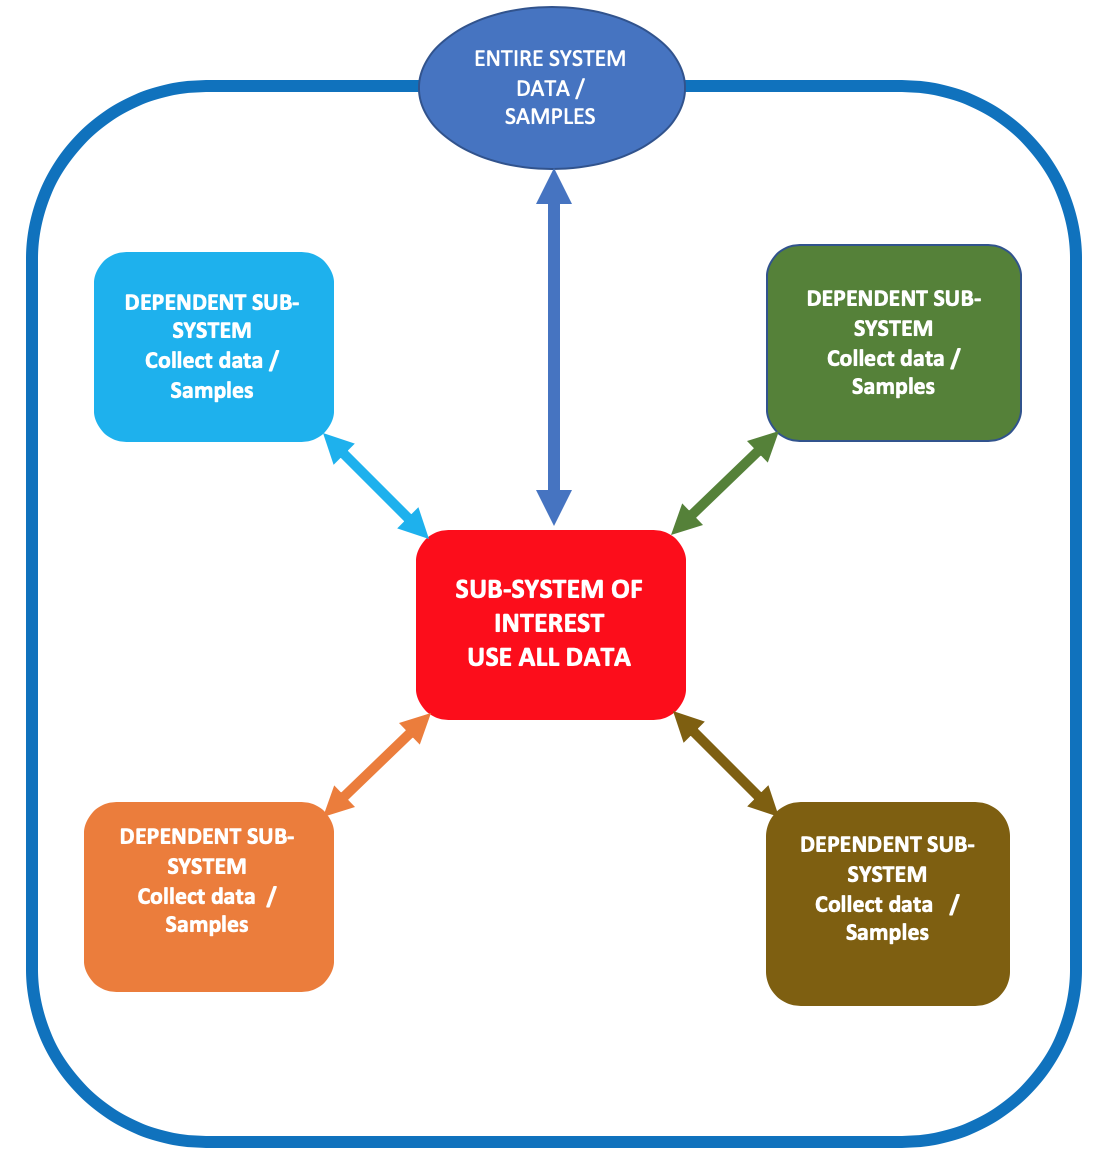 ENTIRE SYSTEM
DATA /
SAMPLES
DEPENDENT SUB-
SYSTEM
Collect data /
Samples
DEPENDENT SUB-
SYSTEM
Collect data /
Samples
SUB-SYSTEM OF
INTEREST
USE ALL DATA
DEPENDENT SUB-
SYSTEM
Collect data  /
Samples
DEPENDENT SUB-
SYSTEM
Collect data   /
Samples